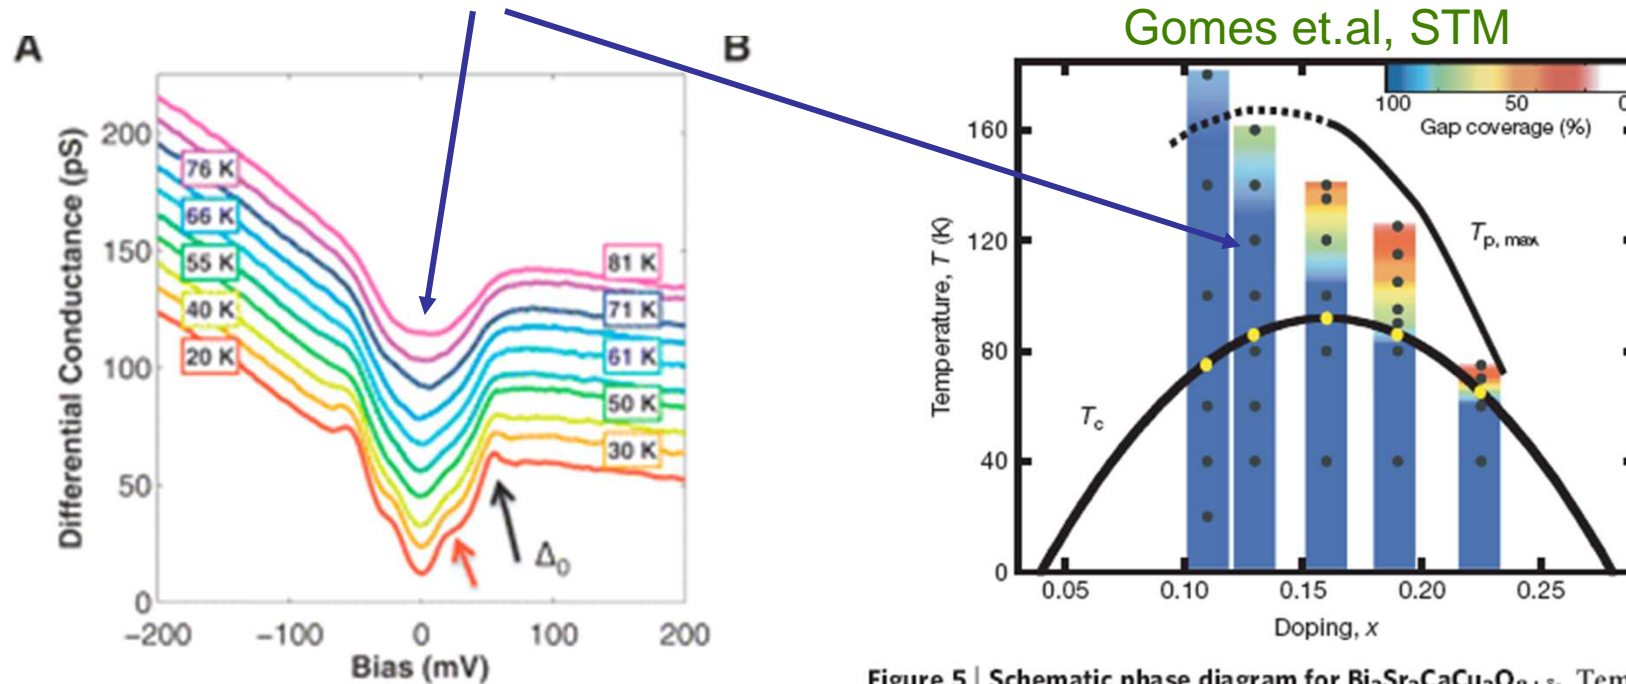 A
Differential Conductance (pS)
200
150
100
50
0
-200
-100
0
100
200
Bias (mV)
76 K
66 K
55 K
40 K
20 K
81 K
71 K
61 K
50 K
30 K
Δ0
B
Gomes et.al, STM
100
50
0
Gap coverage (%)
Temperature, T (K)
160
120
80
40
0
Tp, max
Tc
0.05
0.10
0.15
0.20
0.25
Doping, x
Figure 5 | Schematic phase diagram for Bi2Sr2CaCu2O8+δ. Tem